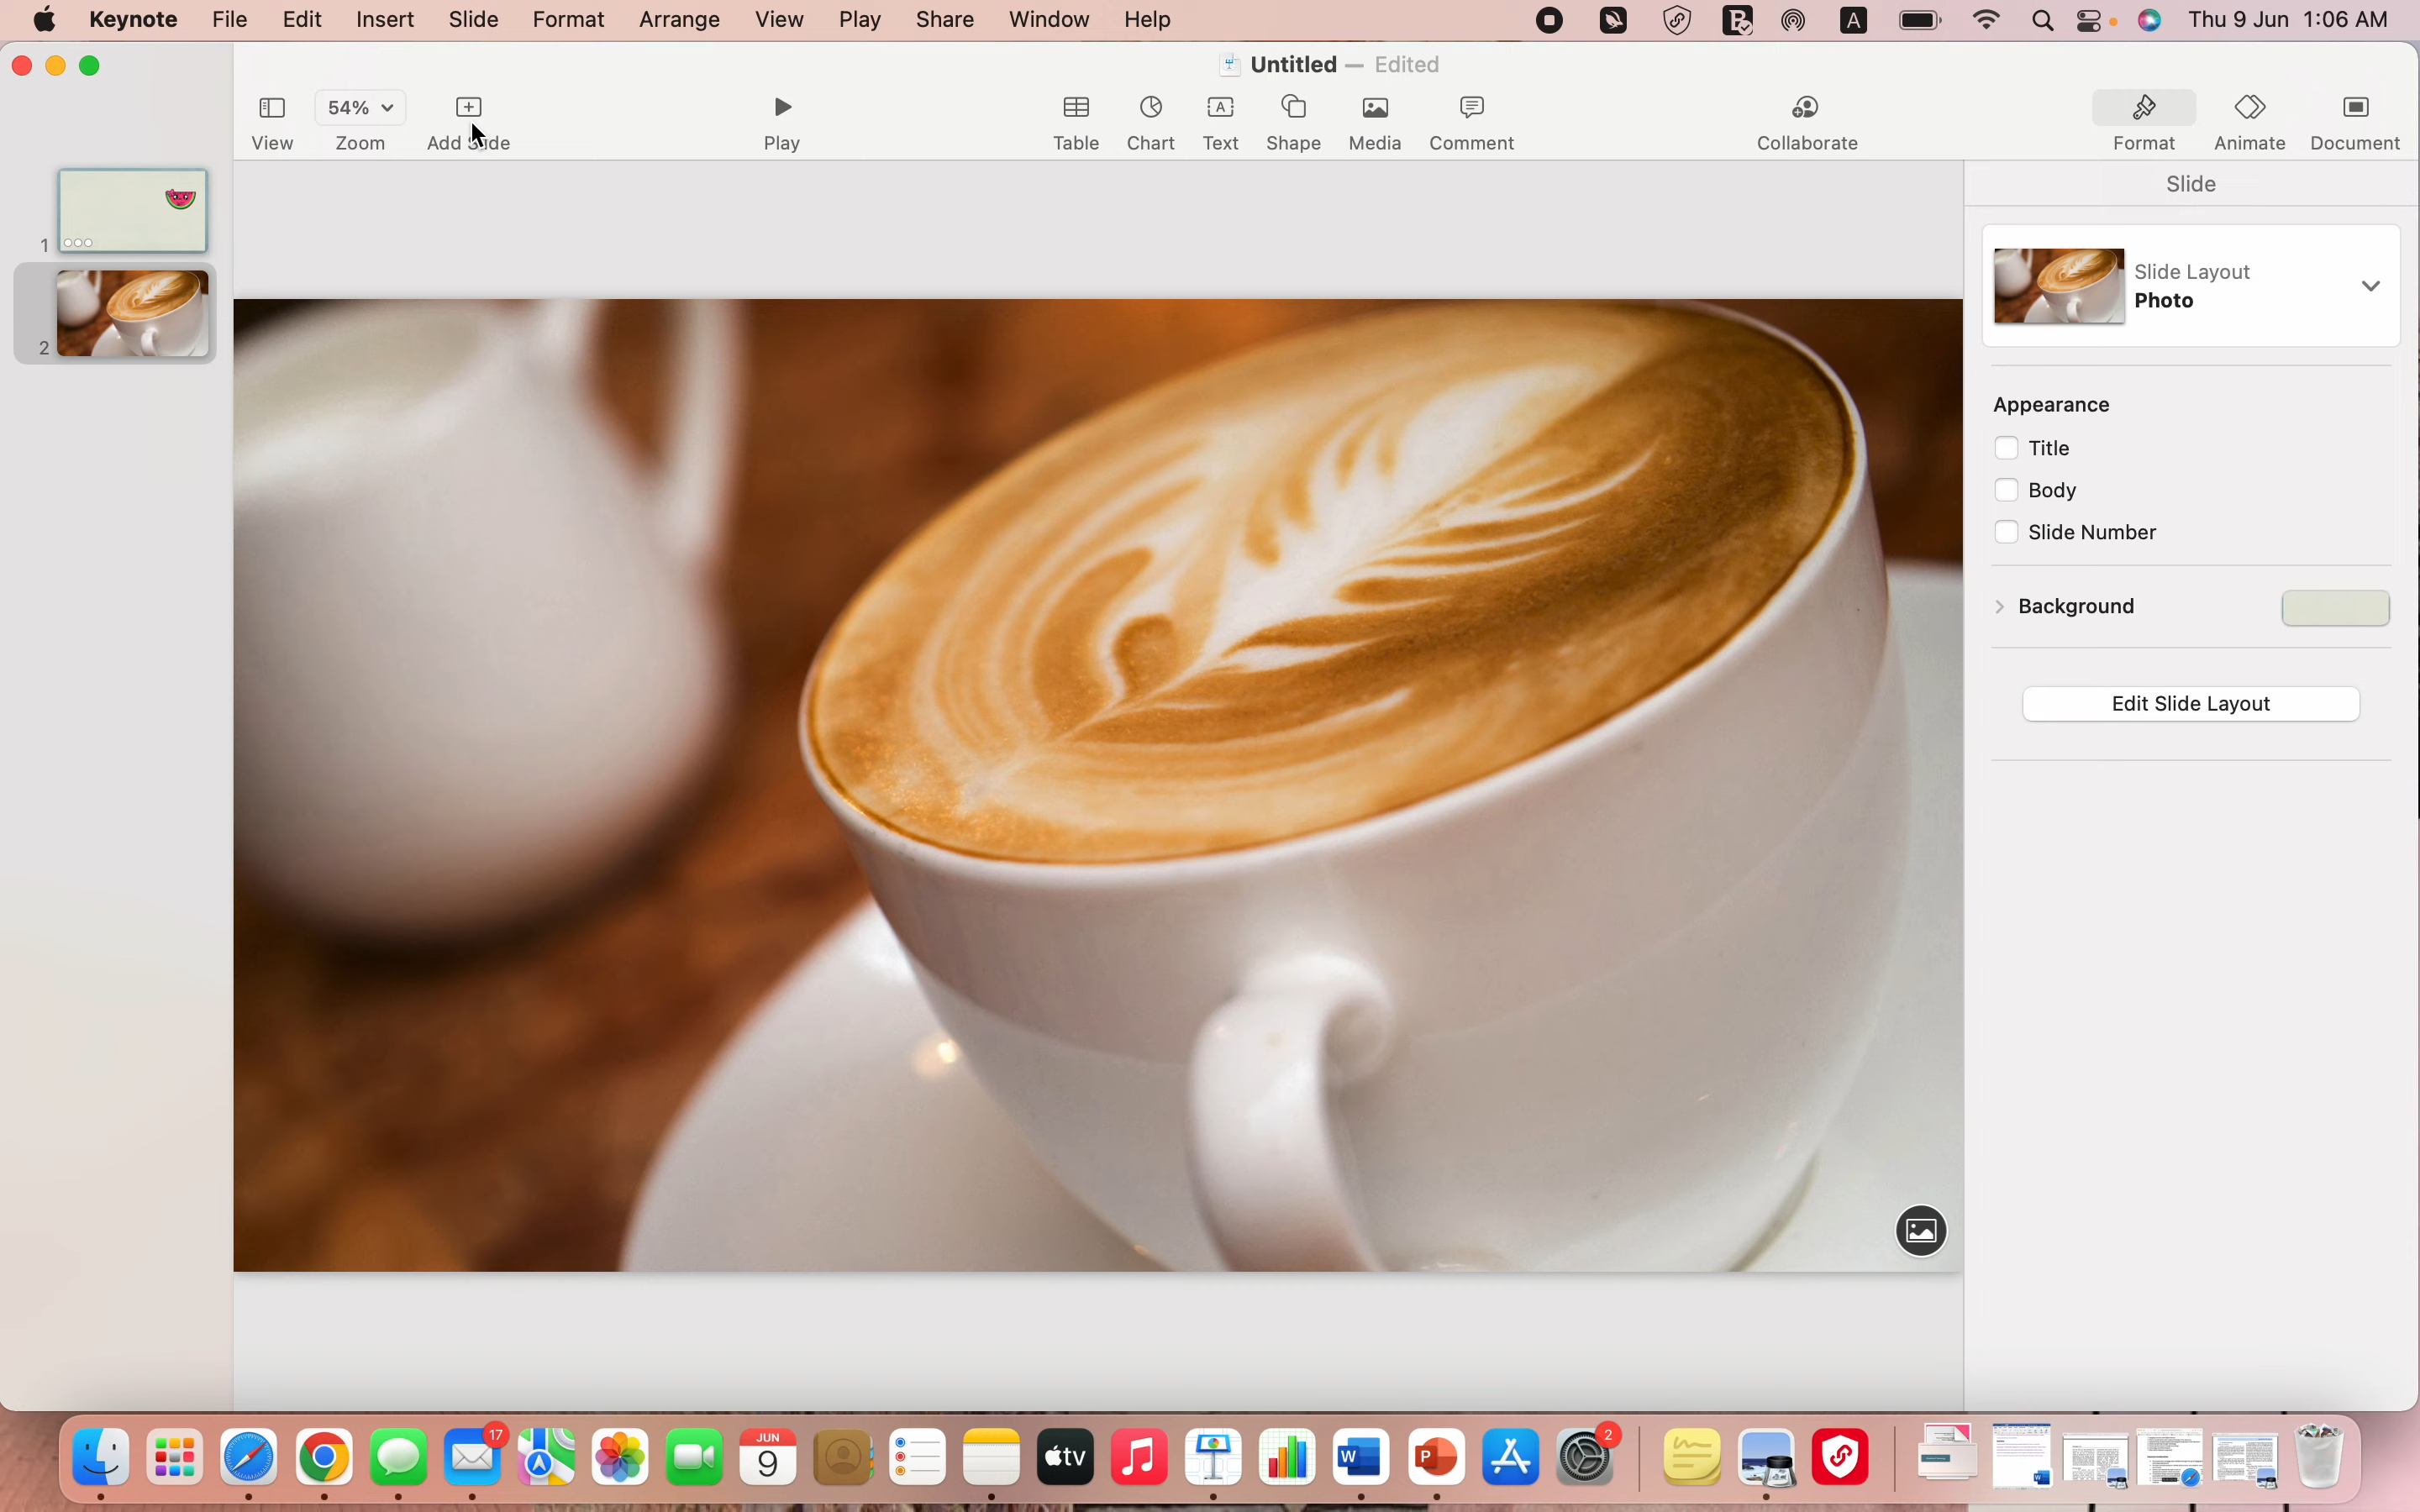 Keynote File Edit Insert Slide Format Arrange View Play Share Window Help A Thu 9 Jun 1:06 AM
Untitled — Edited
54%
View Zoom Add Slide Play Table Chart Text Shape Media Comment Collaborate Format Animate Document
Slide
1
2
Slide Layout
Photo
Appearance
Title
Body
Slide Number
Background
Edit Slide Layout
17
JUN
9
tv
W
P
2